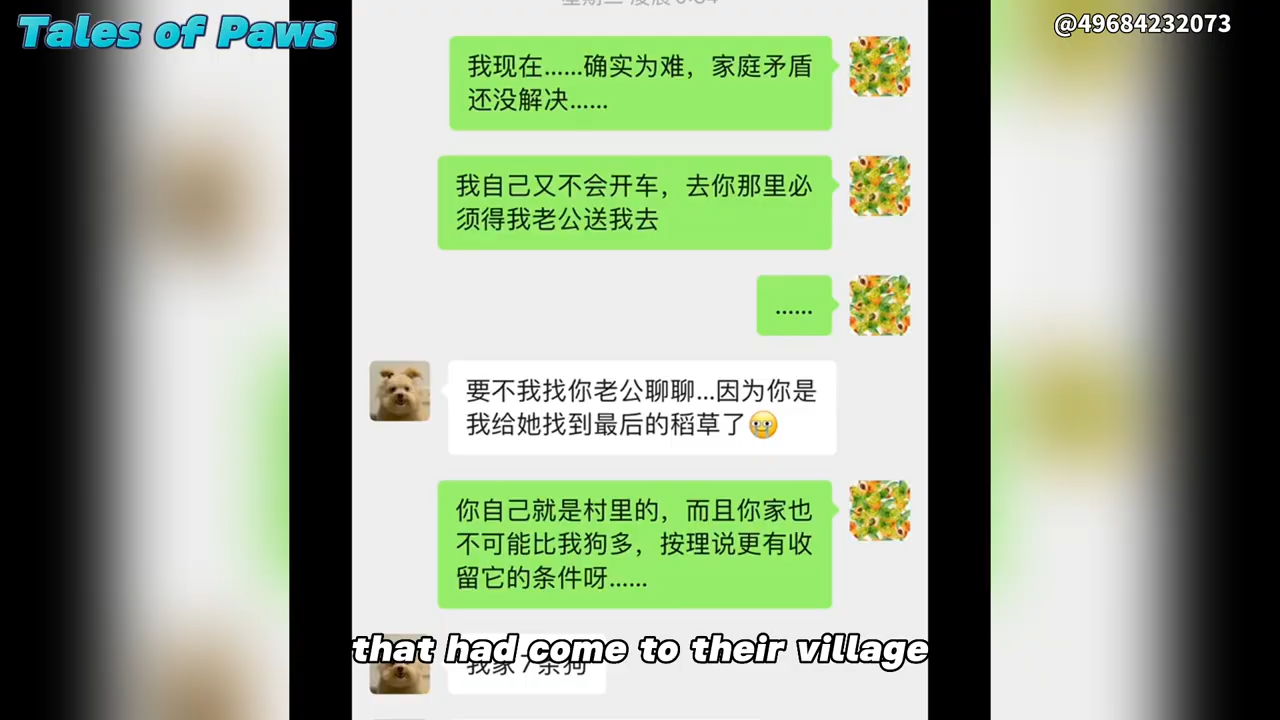 Tales of Paws
@49684232073
我现在......确实为难，家庭矛盾
还没解决......
我自己又不会开车，去你那里必
须得我老公送我去
......
要不我找你老公聊聊...因为你是
我给她找到最后的稻草了
你自己就是村里的，而且你家也
不可能比我狗多，按理说更有收
留它的条件呀......
我家7条狗
that had come to their village